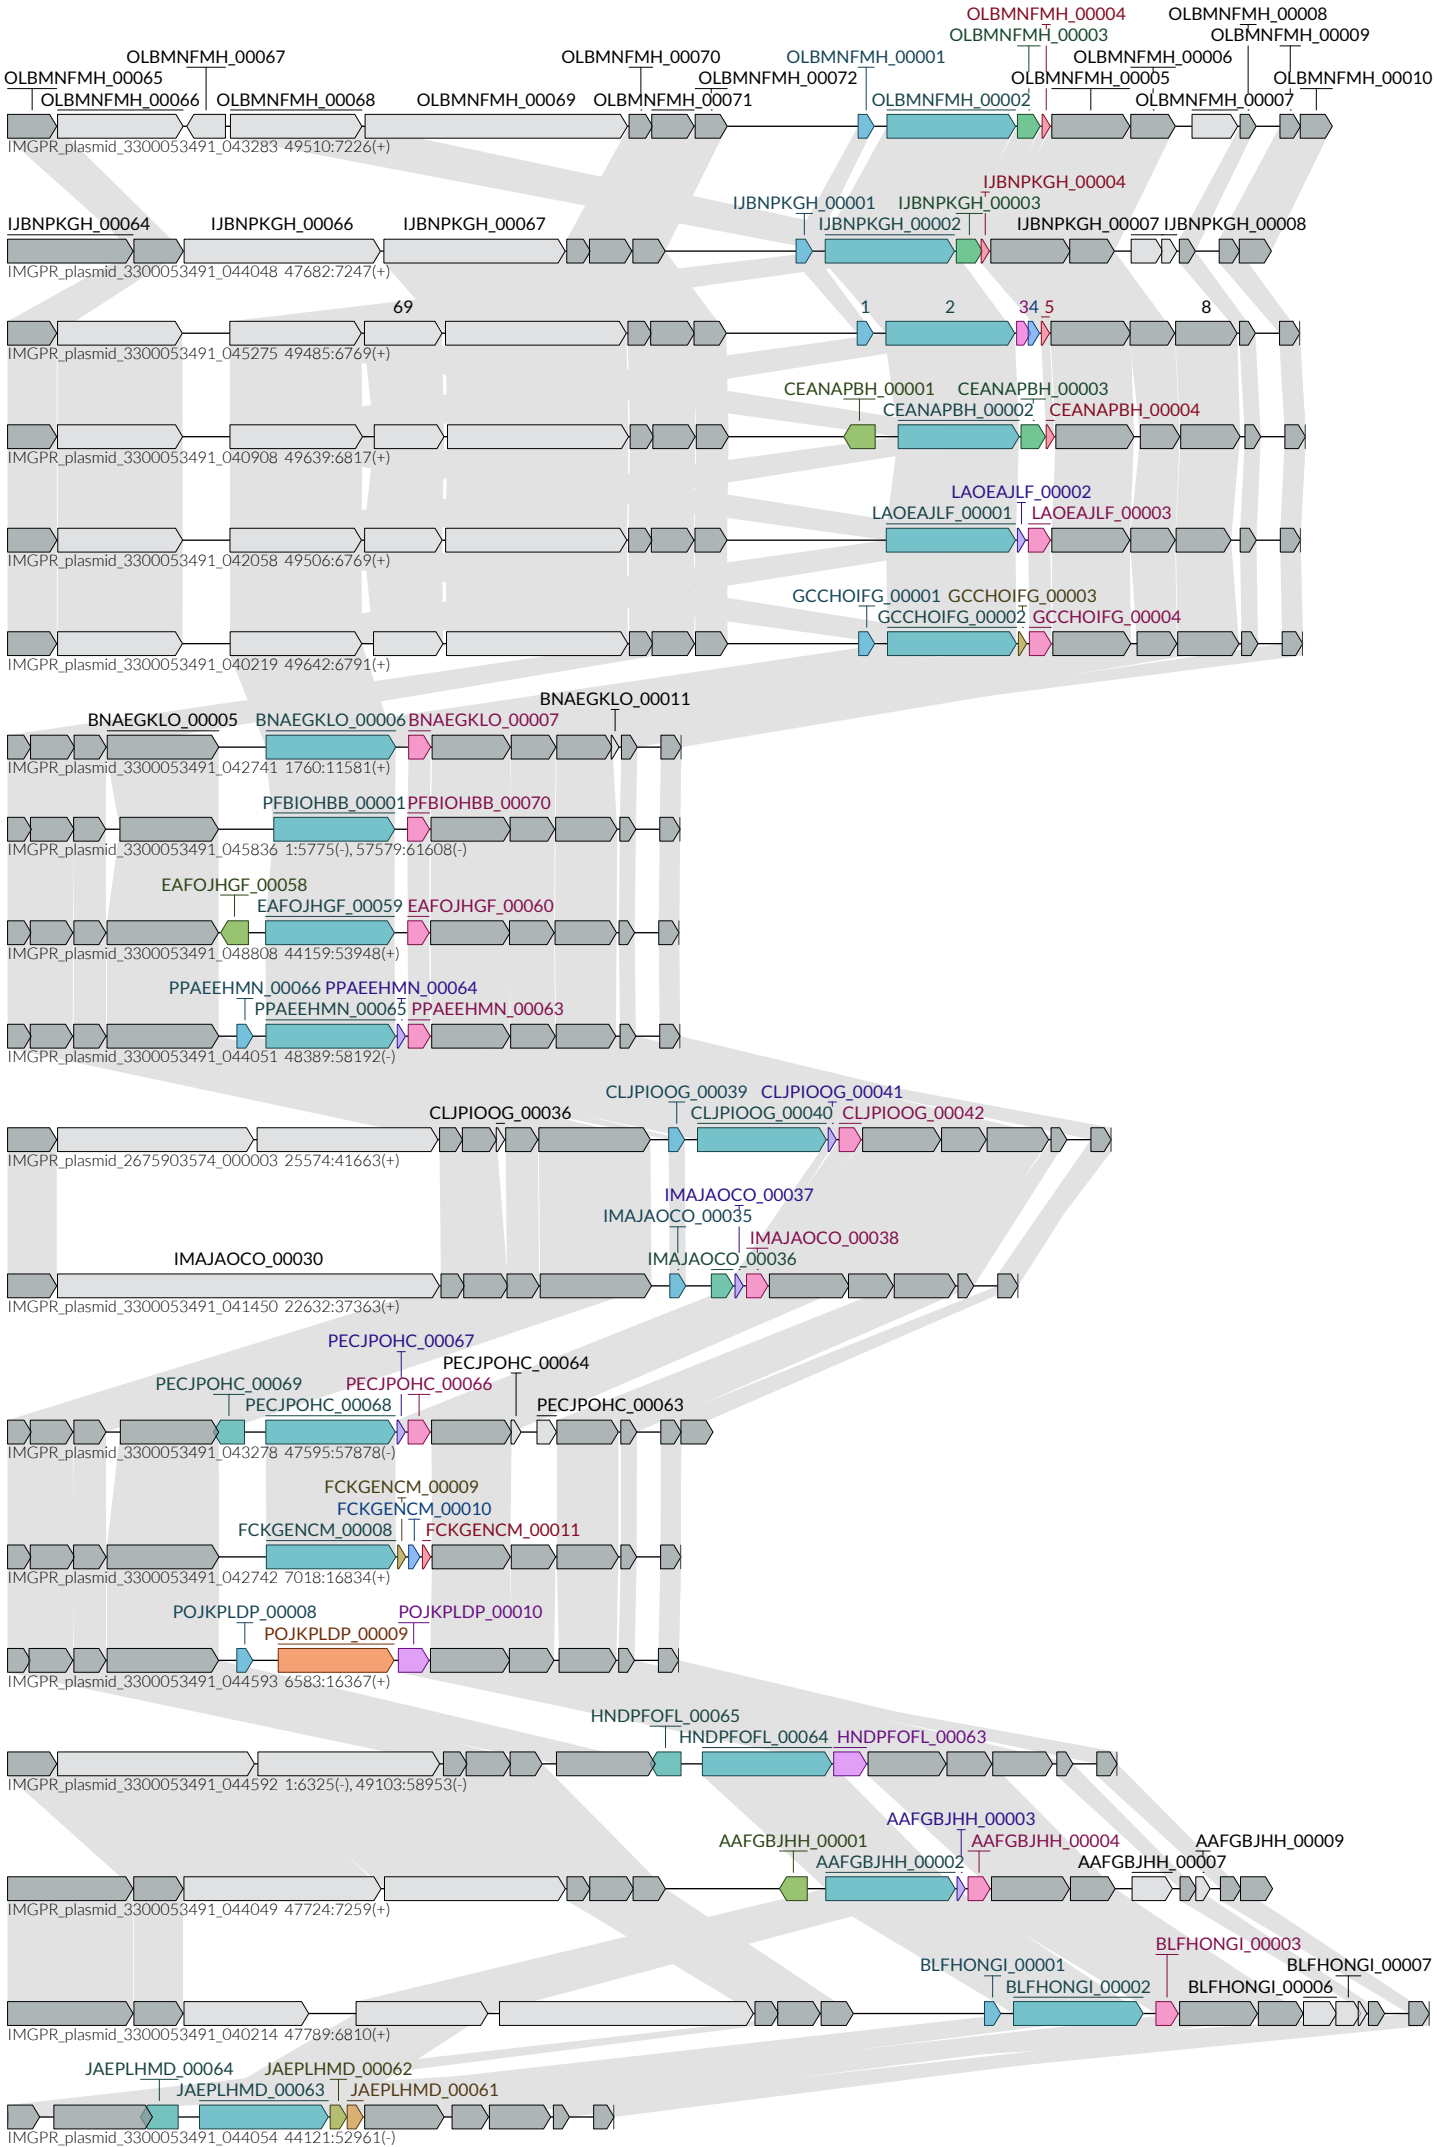 OLBMNFMH_00004
OLBMNFMH_00008
OLBMNFMH_00003
OLBMNFMH_00009
OLBMNFMH_00067
OLBMNFMH_00070
OLBMNFMH_00001
OLBMNFMH_00006
OLBMNFMH_00065
OLBMNFMH_00072
OLBMNFMH_00005
OLBMNFMH_00010
OLBMNFMH_00066
OLBMNFMH_00068
OLBMNFMH_00069
OLBMNFMH_00071
OLBMNFMH_00002
OLBMNFMH_00007
IMGPR_plasmid_3300053491_043283 49510:7226(+)
IJBNPKGH_00004
IJBNPKGH_00001
IJBNPKGH_00003
IJBNPKGH_00064
IJBNPKGH_00066
IJBNPKGH_00067
IJBNPKGH_00002
IJBNPKGH_00007
IJBNPKGH_00008
IMGPR_plasmid_3300053491_044048 47682:7247(+)
69
1
2
3
4
5
8
IMGPR_plasmid_3300053491_045275 49485:6769(+)
CEANAPBH_00001
CEANAPBH_00003
CEANAPBH_00002
CEANAPBH_00004
IMGPR_plasmid_3300053491_040908 49639:6817(+)
LAOEAJLF_00002
LAOEAJLF_00001
LAOEAJLF_00003
IMGPR_plasmid_3300053491_042058 49506:6769(+)
GCCHOIFG_00001
GCCHOIFG_00003
GCCHOIFG_00002
GCCHOIFG_00004
IMGPR_plasmid_3300053491_040219 49642:6791(+)
BNAEGKLO_00011
BNAEGKLO_00005
BNAEGKLO_00006
BNAEGKLO_00007
IMGPR_plasmid_3300053491_042741 1760:11581(+)
PFBIOHBB_00001
PFBIOHBB_00070
IMGPR_plasmid_3300053491_045836 1:5775(-), 57579:61608(-)
EAFOJHGF_00058
EAFOJHGF_00059
EAFOJHGF_00060
IMGPR_plasmid_3300053491_048808 44159:53948(+)
PPAEEHMN_00066
PPAEEHMN_00064
PPAEEHMN_00065
PPAEEHMN_00063
IMGPR_plasmid_3300053491_044051 48389:58192(-)
CLJPIOOG_00039
CLJPIOOG_00041
CLJPIOOG_00036
CLJPIOOG_00040
CLJPIOOG_00042
IMGPR_plasmid_2675903574_000003 25574:41663(+)
IMAJAOCO_00037
IMAJAOCO_00035
IMAJAOCO_00038
IMAJAOCO_00030
IMAJAOCO_00036
IMGPR_plasmid_3300053491_041450 22632:37363(+)
PECJPOHC_00067
PECJPOHC_00064
PECJPOHC_00069
PECJPOHC_00066
PECJPOHC_00068
PECJPOHC_00063
IMGPR_plasmid_3300053491_043278 47595:57878(-)
FCKGENCM_00009
FCKGENCM_00010
FCKGENCM_00008
FCKGENCM_00011
IMGPR_plasmid_3300053491_042742 7018:16834(+)
POJKPLDP_00008
POJKPLDP_00010
POJKPLDP_00009
IMGPR_plasmid_3300053491_044593 6583:16367(+)
HNDPFOFL_00065
HNDPFOFL_00064
HNDPFOFL_00063
IMGPR_plasmid_3300053491_044592 1:6325(-), 49103:58953(-)
AAFGBJHH_00003
AAFGBJHH_00001
AAFGBJHH_00004
AAFGBJHH_00009
AAFGBJHH_00002
AAFGBJHH_00007
IMGPR_plasmid_3300053491_044049 47724:7259(+)
BLFHONGI_00003
BLFHONGI_00001
BLFHONGI_00007
BLFHONGI_00002
BLFHONGI_00006
IMGPR_plasmid_3300053491_040214 47789:6810(+)
JAEPLHMD_00064
JAEPLHMD_00062
JAEPLHMD_00063
JAEPLHMD_00061
IMGPR_plasmid_3300053491_044054 44121:52961(-)